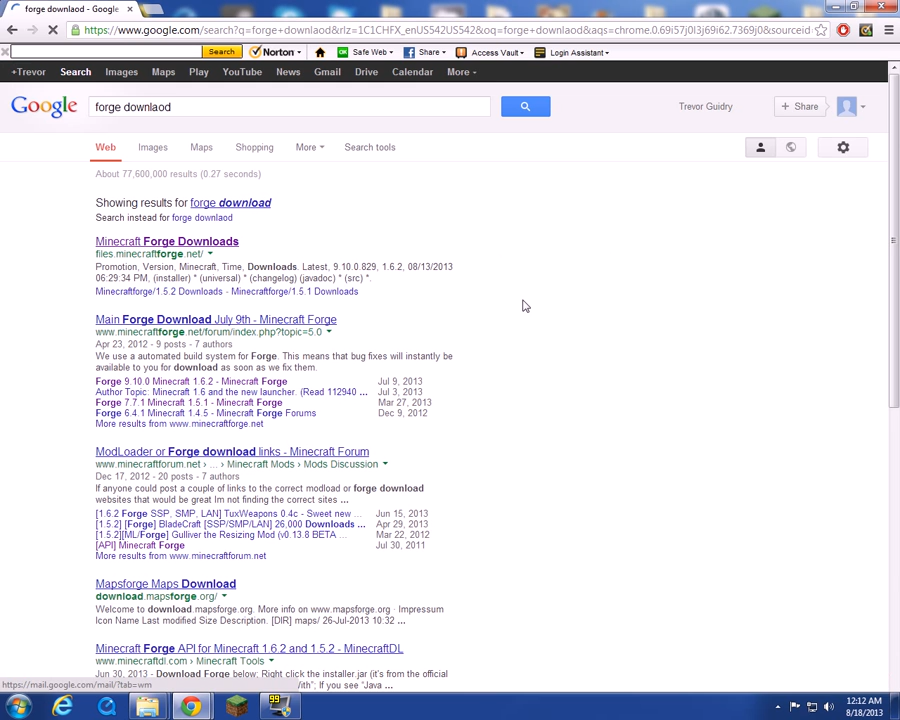 forge downlaod - Google
https://www.google.com/search?q=forge+downlaod&rlz=1C1CHFX_enUS542US542&oq=forge+downlaod&aqs=chrome.0.69i57j0l3j69i62.7369j0&sourceid
Search Norton Safe Web Share Access Vault Login Assistant
+Trevor Search Images Maps Play YouTube News Gmail Drive Calendar More
Google forge downlaod Trevor Guidry + Share
Web Images Maps Shopping More Search tools
About 77,600,000 results (0.27 seconds)
Showing results for forge download
Search instead for forge downlaod
Minecraft Forge Downloads
files.minecraftforge.net/
Promotion, Version, Minecraft, Time, Downloads. Latest, 9.10.0.829, 1.6.2, 08/13/2013
06:29:34 PM, (installer) * (universal) * (changelog) (javadoc) * (src) *.
Minecraftforge/1.5.2 Downloads - Minecraftforge/1.5.1 Downloads
Main Forge Download July 9th - Minecraft Forge
www.minecraftforge.net/forum/index.php?topic=5.0
Apr 23, 2012 - 9 posts - 7 authors
We use a automated build system for Forge. This means that bug fixes will instantly be
available to you for download as soon as we fix them.
Forge 9.10.0 Minecraft 1.6.2 - Minecraft Forge Jul 9, 2013
Author Topic: Minecraft 1.6 and the new launcher. (Read 112940 ... Jul 3, 2013
Forge 7.7.1 Minecraft 1.5.1 - Minecraft Forge Mar 27, 2013
Forge 6.4.1 Minecraft 1.4.5 - Minecraft Forge Forums Dec 9, 2012
More results from www.minecraftforge.net
ModLoader or Forge download links - Minecraft Forum
www.minecraftforum.net › ... › Minecraft Mods › Mods Discussion
Dec 17, 2012 - 20 posts - 7 authors
If anyone could post a couple of links to the correct modload or forge download
websites that would be great Im not finding the correct sites ...
[1.6.2 Forge SSP, SMP, LAN] TuxWeapons 0.4c - Sweet new ... Jun 15, 2013
[1.5.2] [Forge] BladeCraft [SSP/SMP/LAN] 26,000 Downloads ... Apr 29, 2013
[1.5.2][ML/Forge] Gulliver the Resizing Mod (v0.13.8 BETA ... Mar 22, 2012
[API] Minecraft Forge Jul 30, 2011
More results from www.minecraftforum.net
Mapsforge Maps Download
download.mapsforge.org/
Welcome to download.mapsforge.org. More info on www.mapsforge.org · Impressum
Icon Name Last modified Size Description. [DIR] maps/ 26-Jul-2013 10:32 ...
Minecraft Forge API for Minecraft 1.6.2 and 1.5.2 - MinecraftDL
www.minecraftdl.com › Minecraft Tools
Jun 30, 2013 - Download Forge below; Right click the installer jar (it's from the official
https://mail.google.com/mail/?tab=wm /ith"; If you see "Java ...
99
12:12 AM
8/18/2013